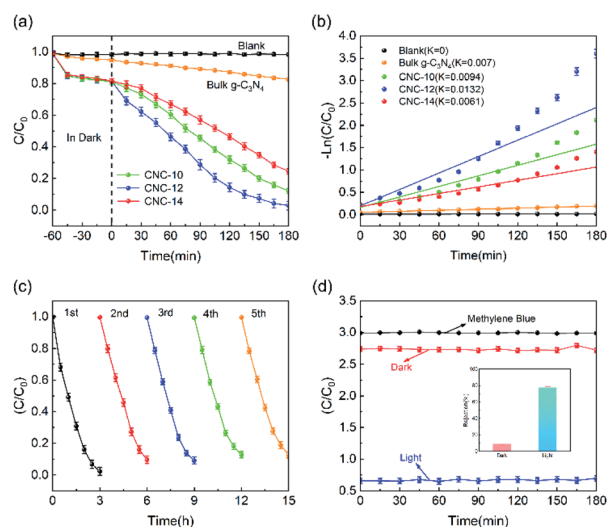 (a)
C/C0
1.0
0.8
0.6
0.4
0.2
0.0
Blank
Bulk g-C3N4
In Dark
CNC-10
CNC-12
CNC-14
-60 -30 0 30 60 90 120 150 180
Time(min)
(b)
-Ln(C/C0)
4.0
3.5
3.0
2.5
2.0
1.5
1.0
0.5
0.0
Blank(K=0)
Bulk g-C3N4(K=0.007)
CNC-10(K=0.0094)
CNC-12(K=0.0132)
CNC-14(K=0.0061)
0 30 60 90 120 150 180
Time(min)
(c)
(C/C0)
1.0
0.8
0.6
0.4
0.2
0.0
1st 2nd 3rd 4th 5th
0 3 6 9 12 15
Time(h)
(d)
(C/C0)
3.5
3.0
2.5
2.0
1.5
1.0
0.5
Methylene Blue
Dark
Light
Dark Light
0 30 60 90 120 150 180
Time(min)